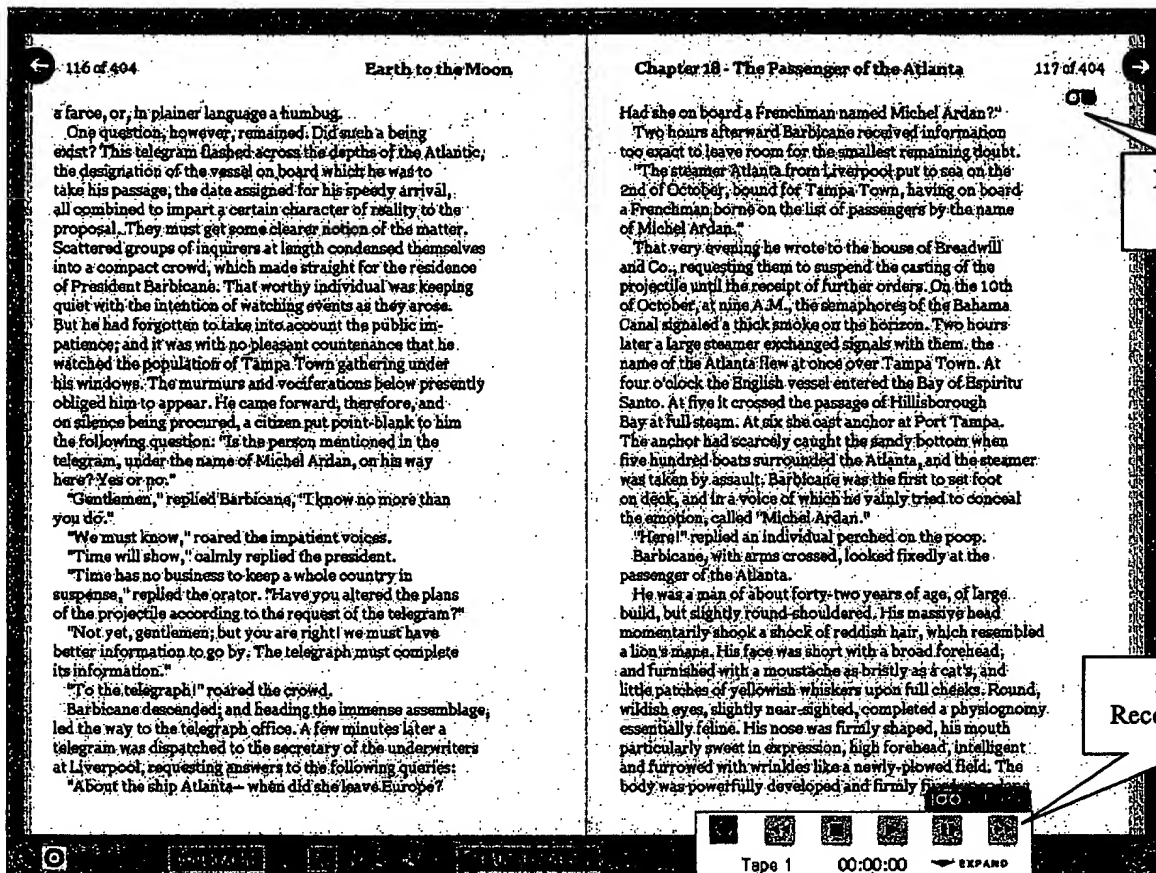 116 of 404
Earth to the Moon
a farce, or, in plainer language a humbug.
One question, however, remained. Did such a being
exist? This telegram flashed across the depths of the Atlantic,
the designation of the vessel on board which he was to
take his passage, the date assigned for his speedy arrival,
all combined to impart a certain character of reality to the
proposal. They must get some clearer notion of the matter.
Scattered groups of inquirers at length condensed themselves
into a compact crowd, which made straight for the residence
of President Barbicane. That worthy individual was keeping
quiet with the intention of watching events as they arose.
But he had forgotten to take into account the public im-
patience; and it was with no pleasant countenance that he
watched the population of Tampa Town gathering under
his windows. The murmurs and vociferations below presently
obliged him to appear. He came forward, therefore, and
on silence being procured, a citizen put point-blank to him
the following question: "Is the person mentioned in the
telegram, under the name of Michel Ardan, on his way
here? Yes or no."
"Gentlemen," replied Barbicane, "I know no more than
you do."
"We must know," roared the impatient voices.
"Time will show," calmly replied the president.
"Time has no business to keep a whole country in
suspense," replied the orator. "Have you altered the plans
of the projectile according to the request of the telegram?"
"Not yet, gentlemen; but you are right! we must have
better information to go by. The telegraph must complete
its information."
"To the telegraph!" roared the crowd.
Barbicane descended; and heading the immense assemblage,
led the way to the telegraph office. A few minutes later a
telegram was dispatched to the secretary of the underwriters
at Liverpool, requesting answers to the following queries:
"About the ship Atlanta— when did she leave Europe?
Chapter 18 - The Passenger of the Atlanta
117 of 404
Had she on board a Frenchman named Michel Ardan?"
Two hours afterward Barbicane received information
too exact to leave room for the smallest remaining doubt.
"The steamer Atlanta from Liverpool put to sea on the
2nd of October, bound for Tampa Town, having on board
a Frenchman borne on the list of passengers by the name
of Michel Ardan."
That very evening he wrote to the house of Breadwill
and Co., requesting them to suspend the casting of the
projectile until the receipt of further orders. On the 10th
of October, at nine A.M., the semaphores of the Bahama
Canal signaled a thick smoke on the horizon. Two hours
later a large steamer exchanged signals with them. the
name of the Atlanta flew at once over Tampa Town. At
four o'clock the English vessel entered the Bay of Espiritu
Santo. At five it crossed the passage of Hillisborough
Bay at full steam. At six she cast anchor at Port Tampa.
The anchor had scarcely caught the sandy bottom when
five hundred boats surrounded the Atlanta, and the steamer
was taken by assault. Barbicane was the first to set foot
on deck, and in a voice of which he vainly tried to conceal
the emotion, called "Michel Ardan."
"Here!" replied an individual perched on the poop.
Barbicane, with arms crossed, looked fixedly at the
passenger of the Atlanta.
He was a man of about forty-two years of age, of large
build, but slightly round-shouldered. His massive head
momentarily shook a shock of reddish hair, which resembled
a lion's mane. His face was short with a broad forehead,
and furnished with a moustache as bristly as a cat's, and
little patches of yellowish whiskers upon full cheeks. Round,
wildish eyes, slightly near-sighted, completed a physiognomy
essentially feline. His nose was firmly shaped, his mouth
particularly sweet in expression, high forehead, intelligent
and furrowed with wrinkles like a newly-plowed field. The
body was powerfully developed and firmly
Rec
Tape 1
00:00:00
EXPAND